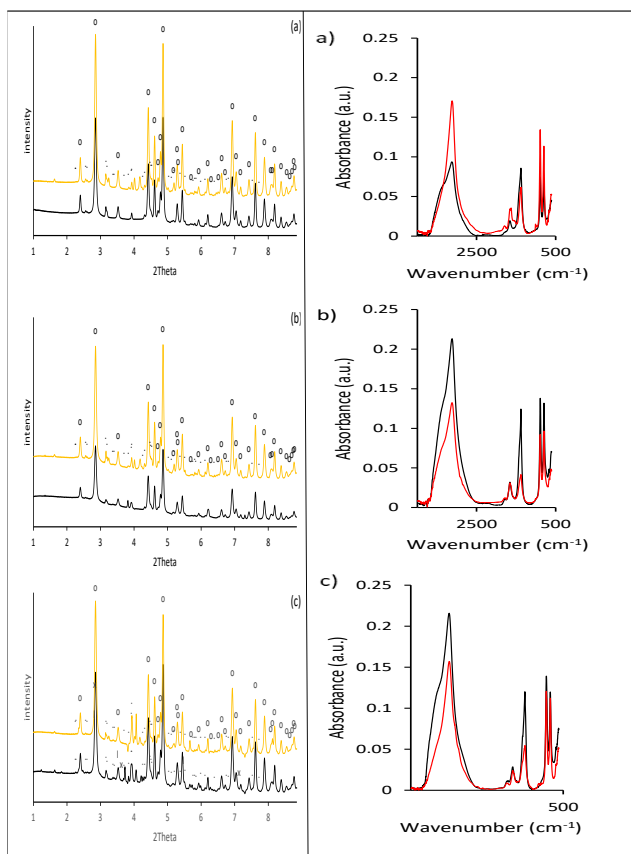 (a)
intensity
1 2 3 4 5 6 7 8
2Theta
(b)
intensity
1 2 3 4 5 6 7 8
2Theta
(c)
intensity
1 2 3 4 5 6 7 8
2Theta
a)
0.25
0.2
0.15
0.1
0.05
0
Absorbance (a.u.)
2500 500
Wavenumber (cm⁻¹)
b)
0.25
0.2
0.15
0.1
0.05
0
Absorbance (a.u.)
2500 500
Wavenumber (cm⁻¹)
c)
0.25
0.2
0.15
0.1
0.05
0
Absorbance (a.u.)
500
Wavenumber (cm⁻¹)